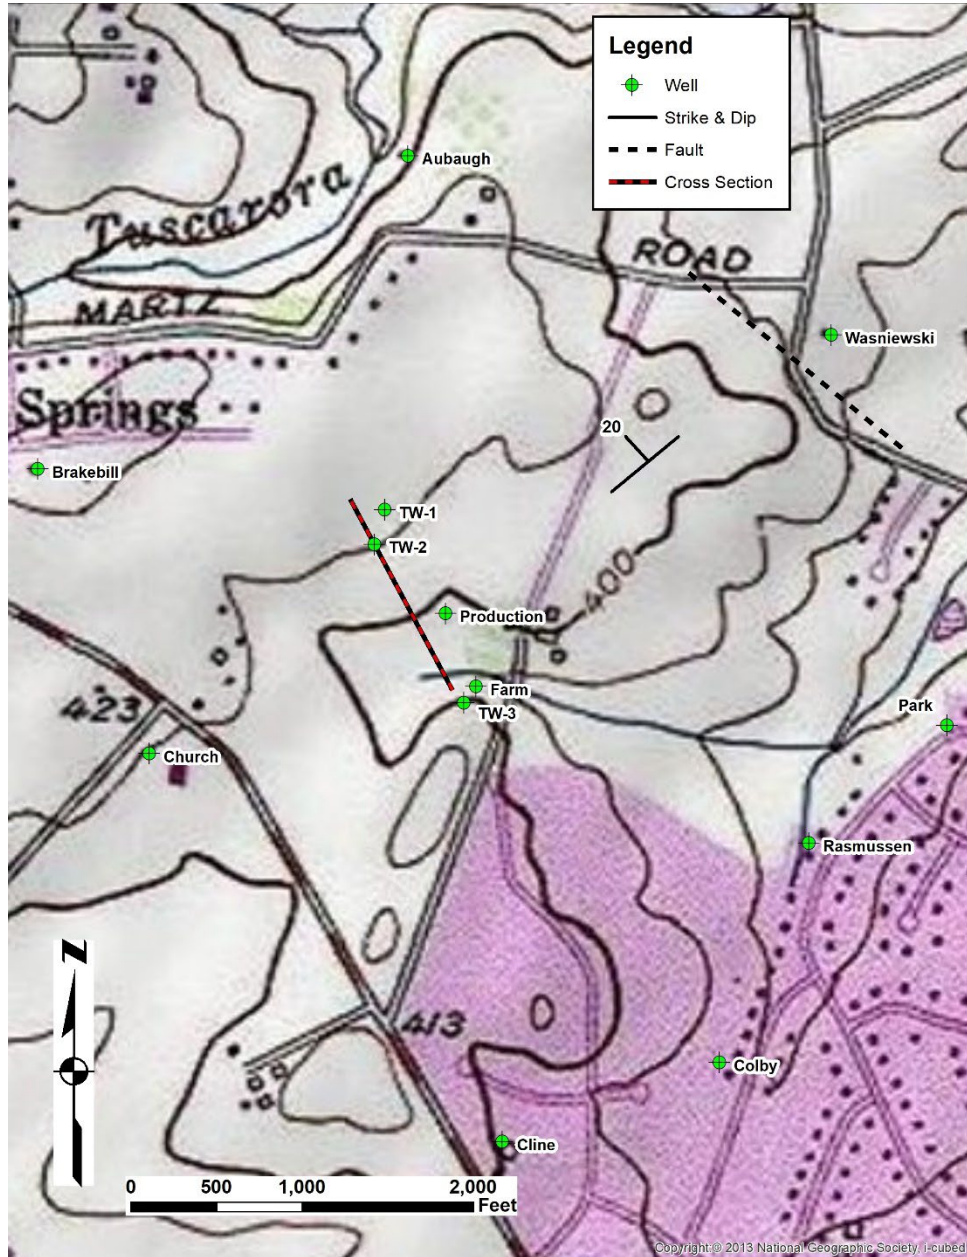 Legend
Well
Strike & Dip
Fault
Cross Section
Aubaugh
Tuscarora
ROAD
MARTZ
Wasniewski
Springs
20
Brakebill
TW-1
TW-2
400
Production
Farm
TW-3
423
Park
Church
Rasmussen
N
413
Colby
Cline
0 500 1,000 2,000
Feet
Copyright:© 2013 National Geographic Society, i-cubed